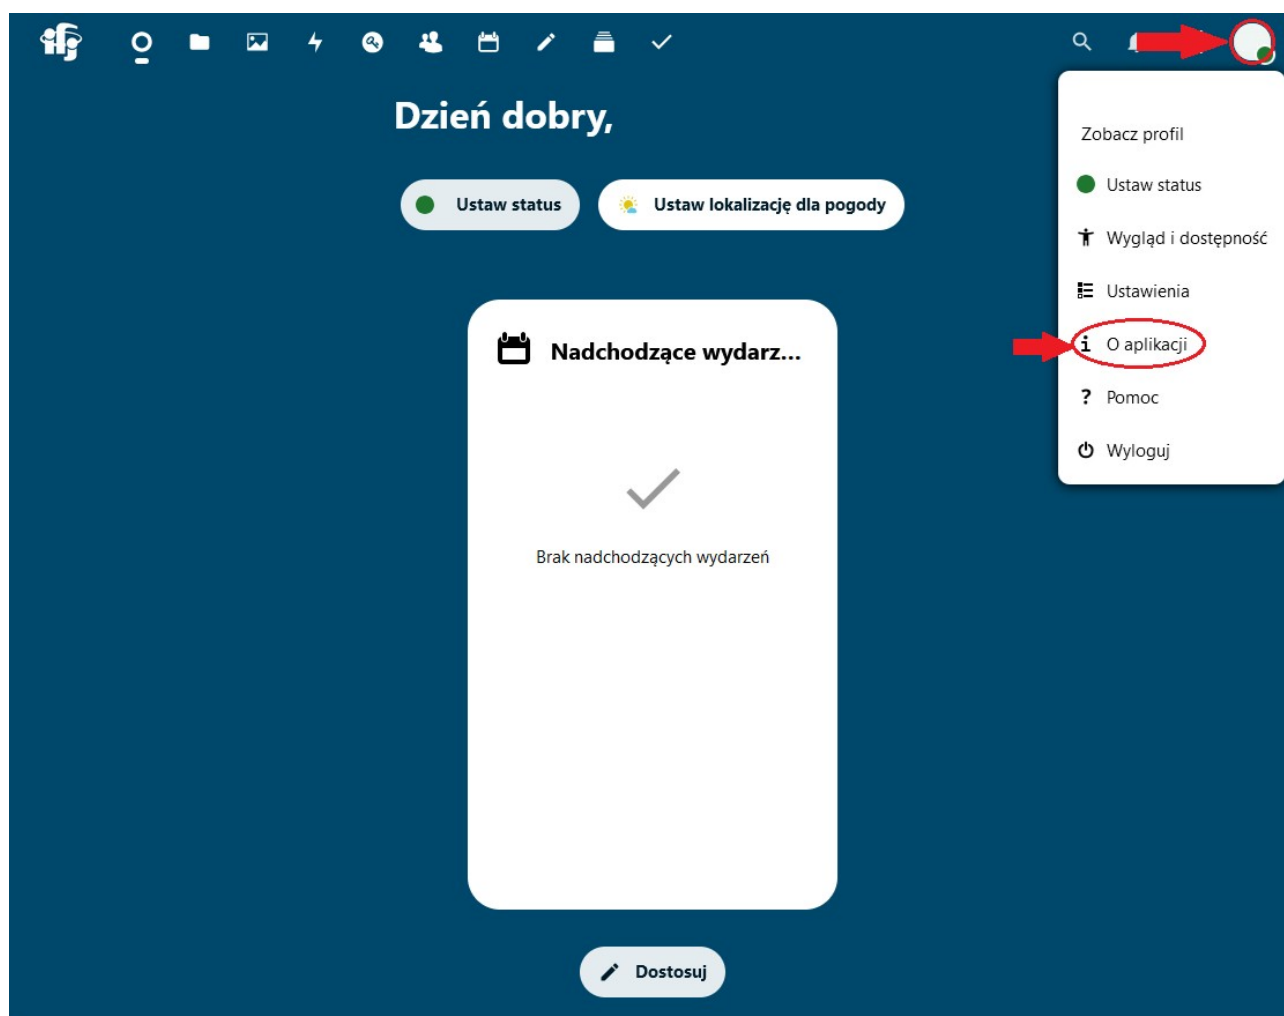 ifj
Dzień dobry,
Zobacz profil
Ustaw status
Ustaw lokalizację dla pogody
Ustaw status
Wygląd i dostępność
Ustawienia
Nadchodzące wydarz...
O aplikacji
Pomoc
Wyloguj
Brak nadchodzących wydarzeń
Dostosuj